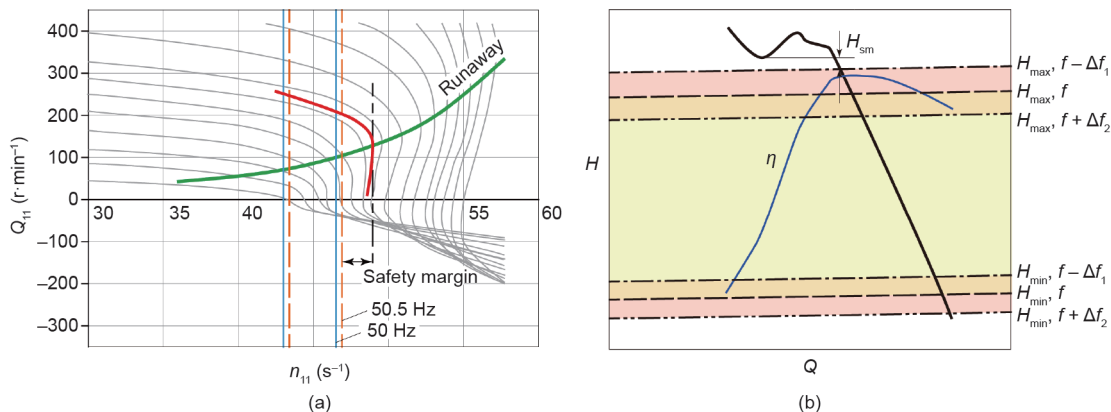 400
300
200
100
0
–100
–200
–300
Q11 (r·min–1)
30
35
40
55
60
Runaway
Safety margin
50.5 Hz
50 Hz
n11 (s–1)
(a)
H
Hsm
η
Hmax, f – Δf1
Hmax, f
Hmax, f + Δf2
Hmin, f – Δf1
Hmin, f
Hmin, f + Δf2
Q
(b)